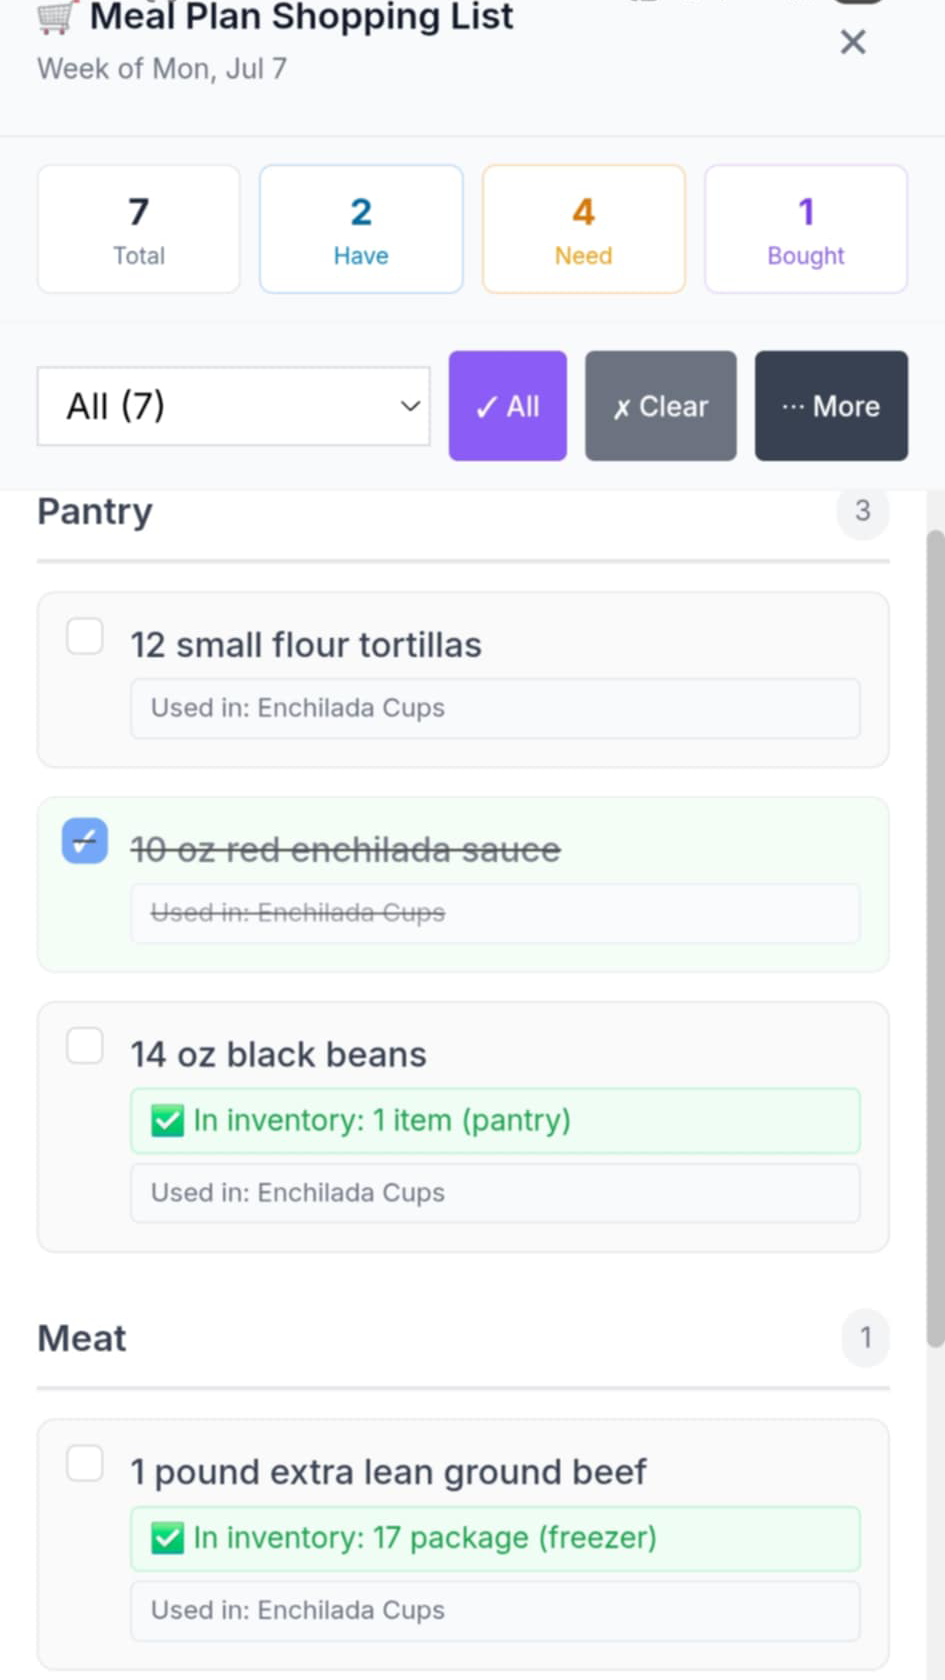 Meal Plan Shopping List
Week of Mon, Jul 7
7
Total
2
Have
4
Need
1
Bought
All (7)
✓ All
✗ Clear
··· More
Pantry
3
12 small flour tortillas
Used in: Enchilada Cups
10 oz red enchilada sauce
Used in: Enchilada Cups
14 oz black beans
In inventory: 1 item (pantry)
Used in: Enchilada Cups
Meat
1
1 pound extra lean ground beef
In inventory: 17 package (freezer)
Used in: Enchilada Cups